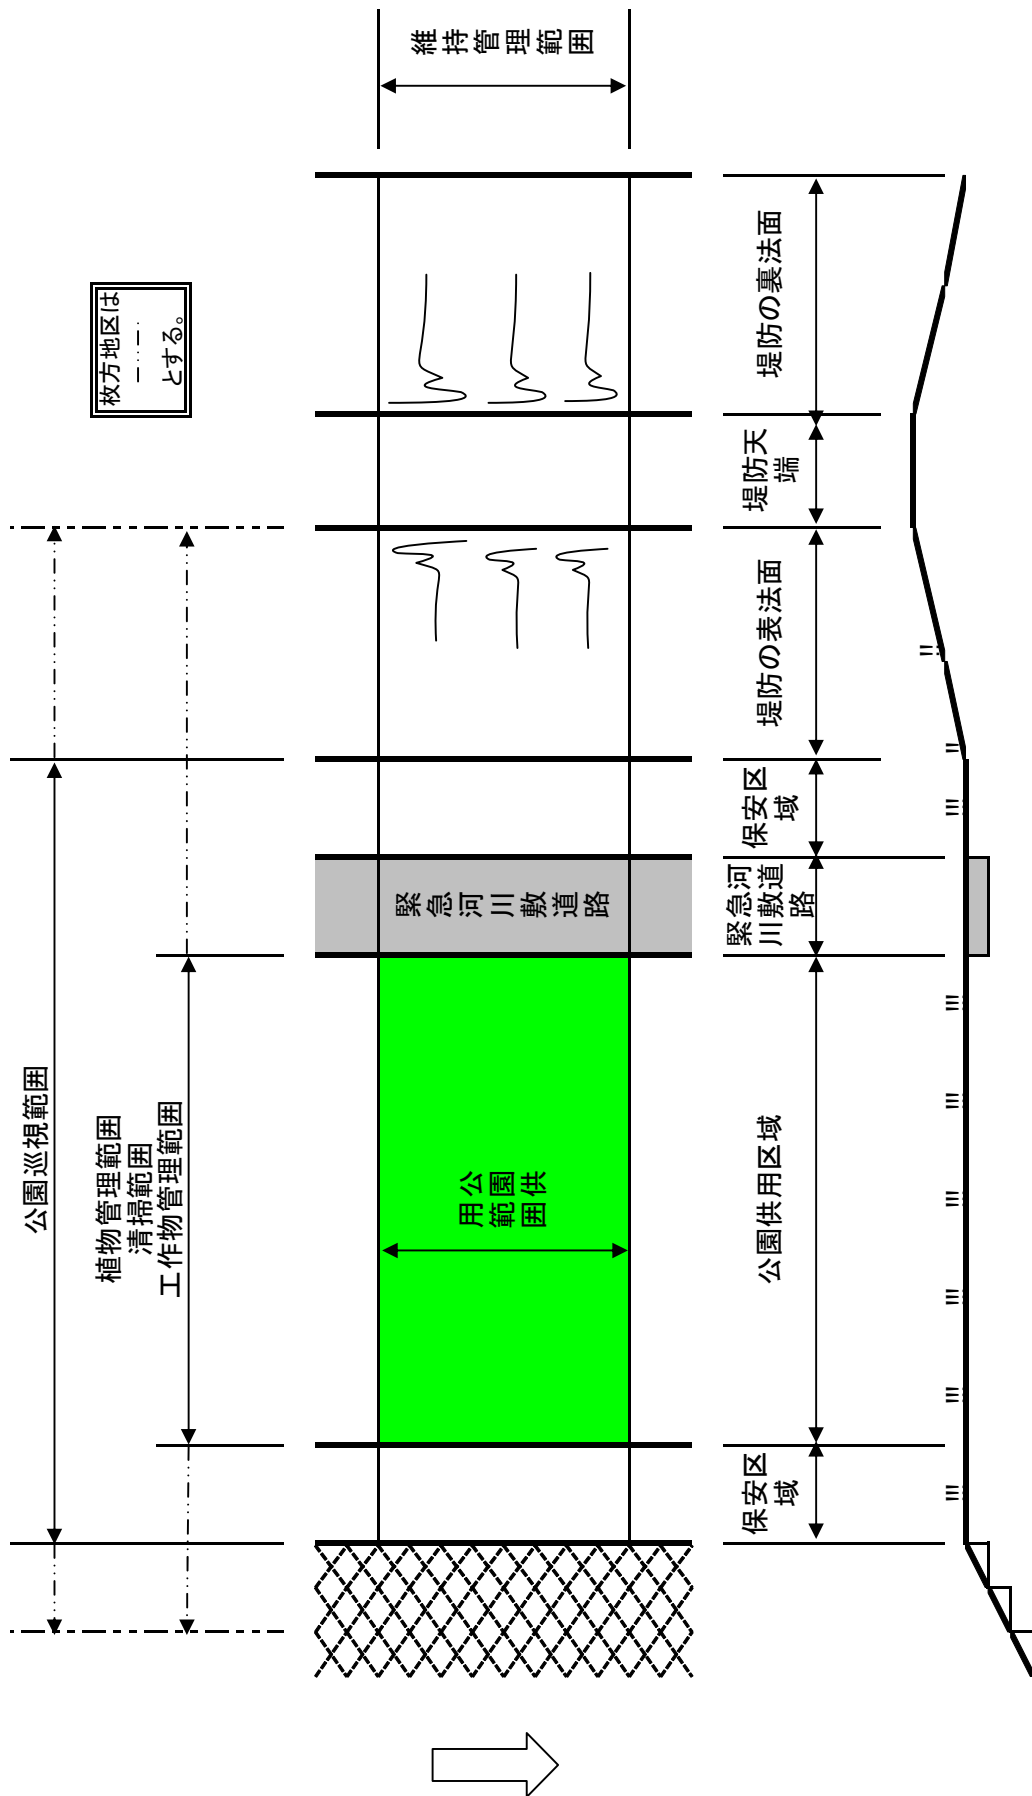 公園巡視範囲
植物管理範囲
清掃範囲
工作物管理範囲
枚方地区は
とする。
維持管理範囲
緊急河川敷道路
公園供
用範囲
保安区
域
公園供用区域
緊急河
川敷道
路
保安区
域
堤防の表法面
堤防天
端
堤防の裏法面